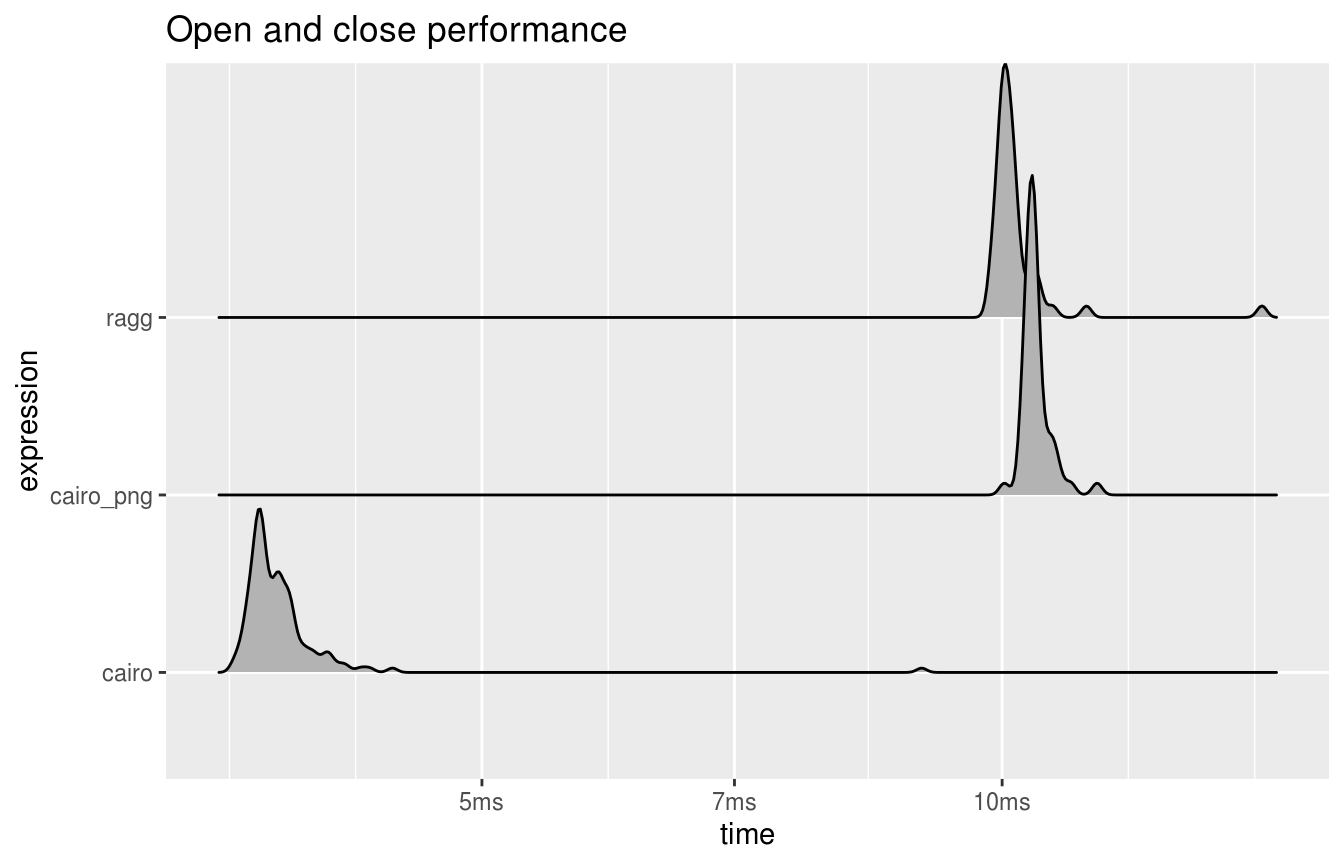 Open and close performance
expression
ragg
cairo_png
cairo
5ms 7ms 10ms
time